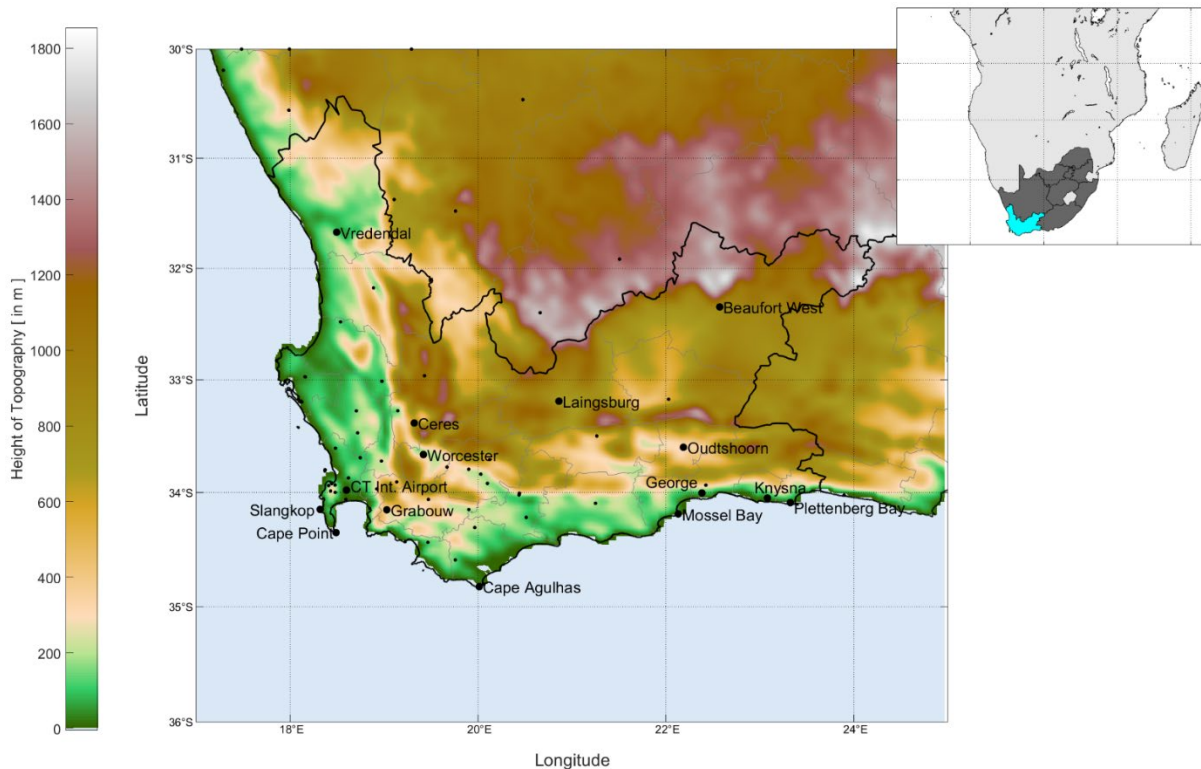 Height of Topography [ in m ]
1800
1600
1400
1200
1000
800
600
400
200
0
Latitude
30°S
31°S
32°S
33°S
34°S
35°S
36°S
Vredendal
Beaufort West
Laingsburg
Ceres
Worcester
Oudtshoorn
CT Int. Airport
George
Knysna
Slangkop
Grabouw
Mossel Bay
Plettenberg Bay
Cape Point
Cape Agulhas
18°E
20°E
22°E
24°E
Longitude